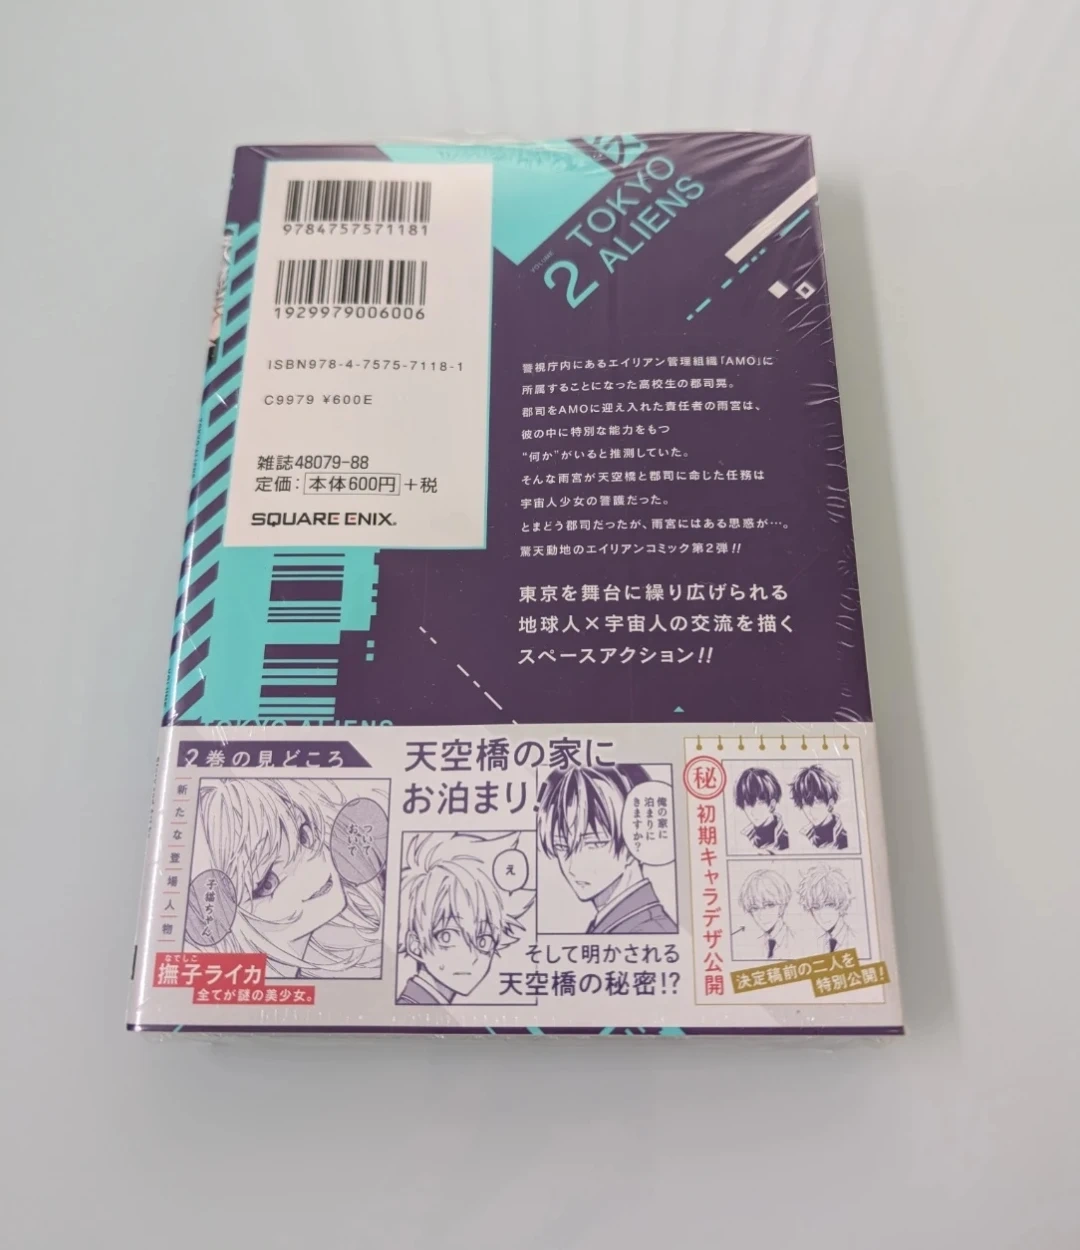 9784757571181
1929979006006
ISBN978-4-7575-7118-1
C9979 ¥600E
雑誌48079-88
定価：本体600円＋税
SQUARE ENIX.
TOKYO
ALIENS
VOLUME
2
警視庁内にあるエイリアン管理組織「AMO」に
所属することになった高校生の郡司晃。
郡司をAMOに迎え入れた責任者の雨宮は、
彼の中に特別な能力をもつ
“何か”がいると推測していた。
そんな雨宮が天空橋と郡司に命じた任務は
宇宙人少女の警護だった。
とまどう郡司だったが、雨宮にはある思惑が…。
驚天動地のエイリアンコミック第2弾!!
東京を舞台に繰り広げられる
地球人×宇宙人の交流を描く
スペースアクション!!
TOKYO ALIENS
2巻の見どころ
新たな登場人物
ついて
おいで
子猫ちゃん
なでしこ
撫子ライカ
全てが謎の美少女。
天空橋の家に
お泊まり!
俺の家に
泊まりに
きますか?
え
そして明かされる
天空橋の秘密!?
秘
初期キャラデザ公開
決定稿前の二人を
特別公開!